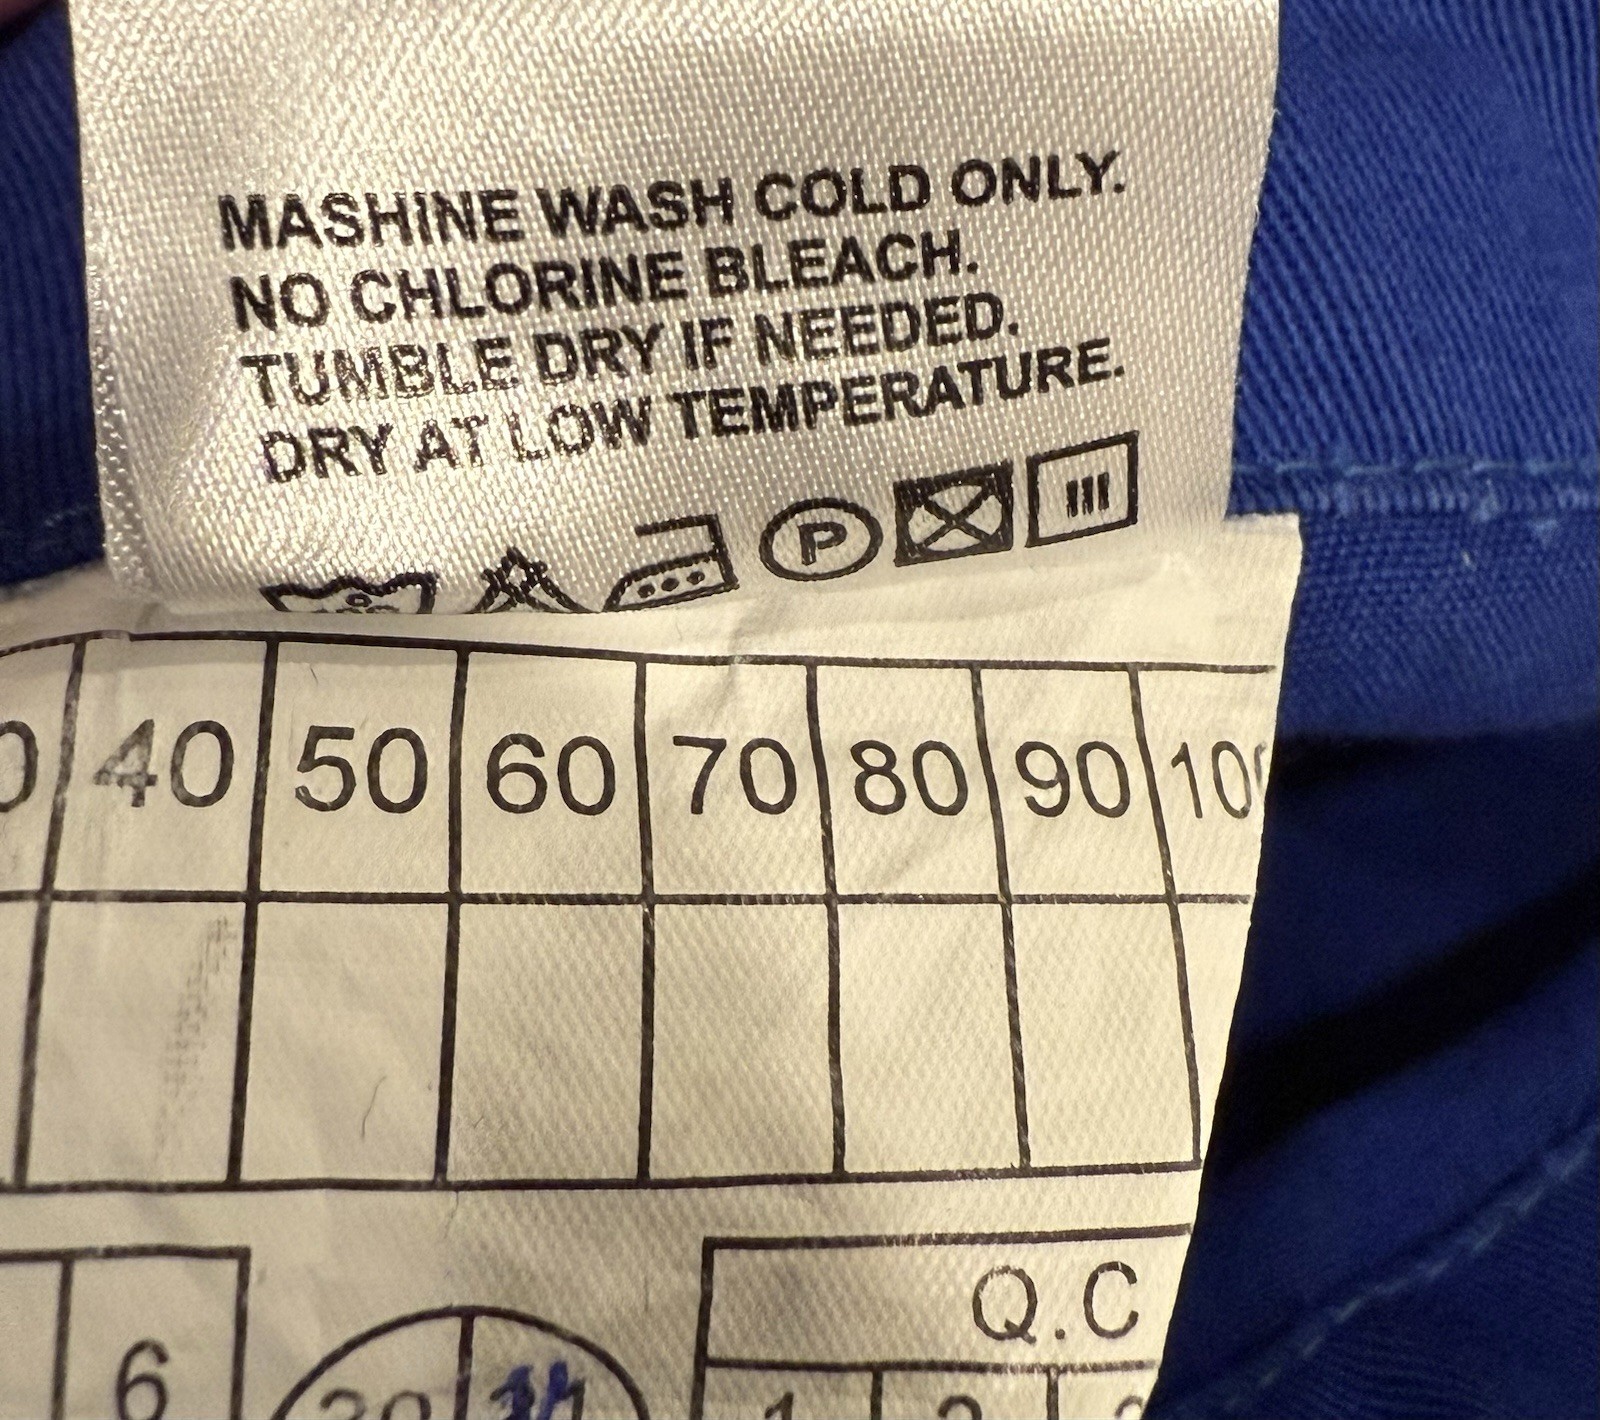 MASHINE WASH COLD ONLY.
NO CHLORINE BLEACH.
TUMBLE DRY IF NEEDED.
DRY AT LOW TEMPERATURE.
P
40 50 60 70 80 90
Q.C
6
1